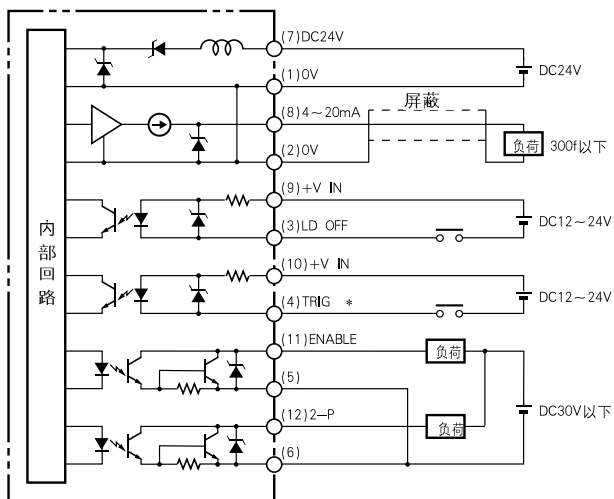 (7)DC24V
DC24V
(1)0V
(8)4~20mA
屏蔽
负荷
300f以下
(2)0V
(9)+V IN
DC12~24V
(3)LD OFF
内部回路
(10)+V IN
DC12~24V
(4)TRIG *
(11)ENABLE
负荷
(5)
DC30V以下
(12)2-P
负荷
(6)